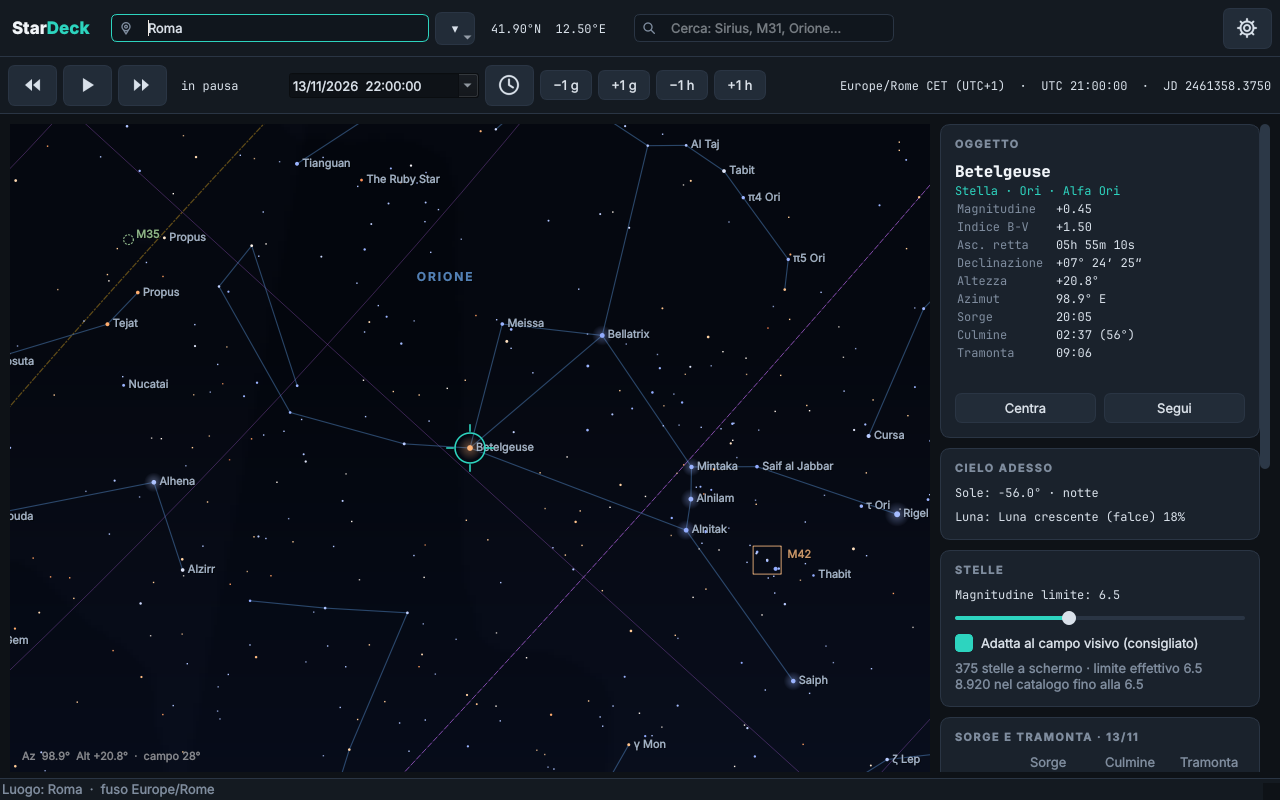 StarDeck
Roma
41.90°N 12.50°E
Cerca: Sirius, M31, Orione...
in pausa
13/11/2026 22:00:00
−1 g
+1 g
−1 h
+1 h
Europe/Rome CET (UTC+1) · UTC 21:00:00 · JD 2461358.3750
Tianguan
The Ruby Star
Al Taj
Tabit
π4 Ori
M35
Propus
π5 Ori
ORIONE
Propus
Tejat
Meissa
Bellatrix
osuta
Nucatai
Betelgeuse
Cursa
Mintaka
Saif al Jabbar
Alhena
Alnilam
τ Ori
Rigel
ouda
Alnitak
M42
Alzirr
Thabit
Gem
Saiph
γ Mon
ζ Lep
Az 98.9° Alt +20.8° · campo 28°
OGGETTO
Betelgeuse
Stella · Ori · Alfa Ori
Magnitudine +0.45
Indice B-V +1.50
Asc. retta 05h 55m 10s
Declinazione +07° 24′ 25″
Altezza +20.8°
Azimut 98.9° E
Sorge 20:05
Culmine 02:37 (56°)
Tramonta 09:06
Centra
Segui
CIELO ADESSO
Sole: -56.0° · notte
Luna: Luna crescente (falce) 18%
STELLE
Magnitudine limite: 6.5
Adatta al campo visivo (consigliato)
375 stelle a schermo · limite effettivo 6.5
8.920 nel catalogo fino alla 6.5
SORGE E TRAMONTA · 13/11
Sorge Culmine Tramonta
Luogo: Roma · fuso Europe/Rome